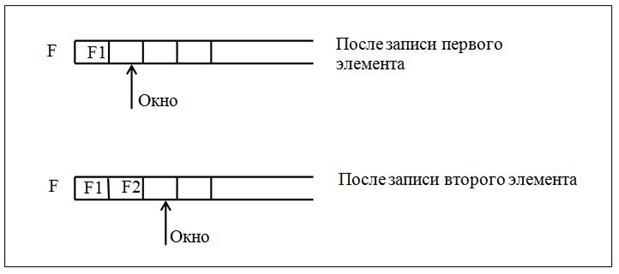 F F1 После записи первого
элемента
Окно
F F1 F2 После записи второго элемента
Окно